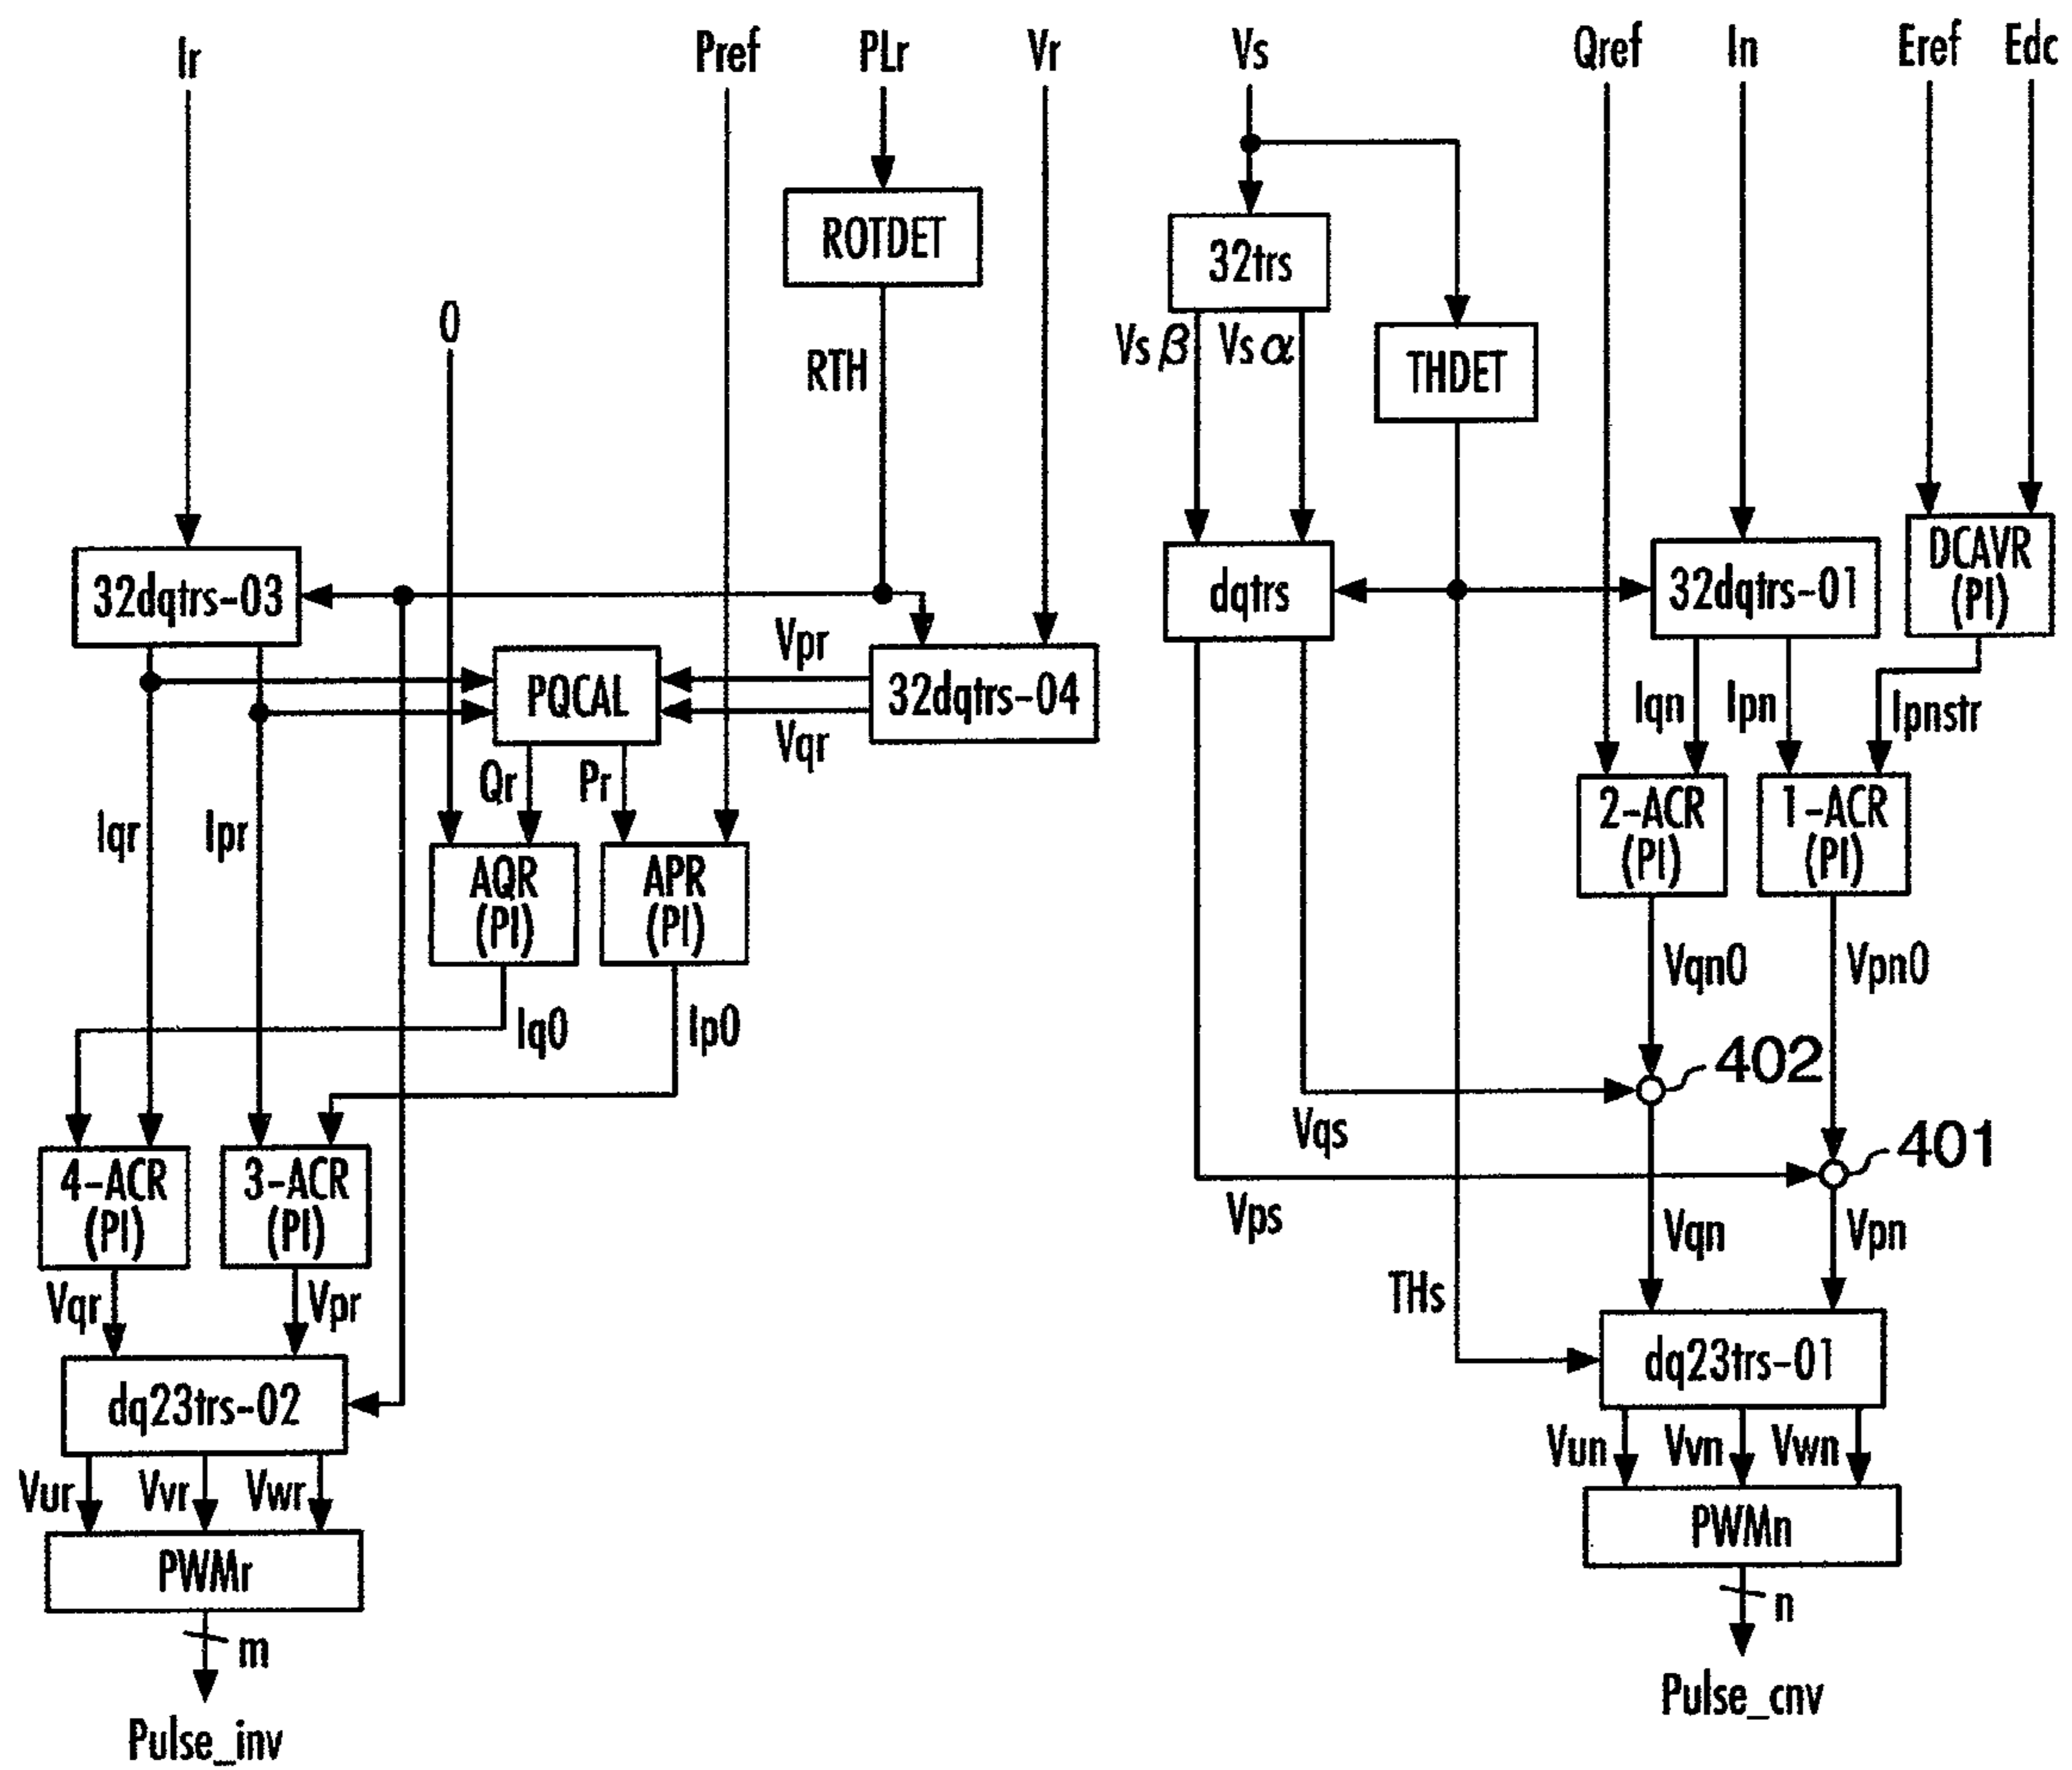 Ir
Pref
PLr
Vr
Vs
Qref
In
Eref
Edc
ROTDET
32trs
0
RTH
Vsβ
Vsα
THDET
32dqtrs-03
dqtrs
32dqtrs-01
DCAVR
(PI)
PQCAL
Vpr
Vqr
32dqtrs-04
Iqn
Ipn
Ipnstr
Qr
Pr
Iqr
Ipr
AQR
(PI)
APR
(PI)
2-ACR
(PI)
1-ACR
(PI)
Iq0
Ip0
Vqn0
Vpn0
402
Vqs
401
Vps
4-ACR
(PI)
3-ACR
(PI)
Vqn
Vpn
Vqr
Vpr
THs
dq23trs-02
dq23trs-01
Vur
Vvr
Vwr
Vun
Vvn
Vwn
PWMr
PWMn
m
n
Pulse_inv
Pulse_cnv